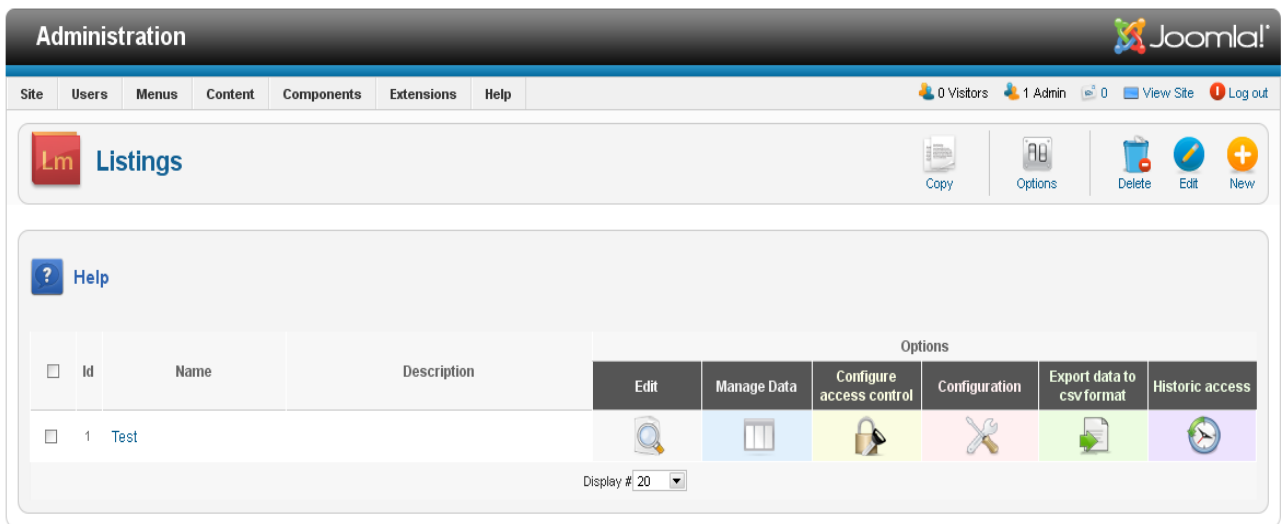 Administration
Joomla!
Site Users Menus Content Components Extensions Help
0 Visitors 1 Admin 0 View Site Log out
Lm Listings
Copy Options Delete Edit New
? Help
Options
Id Name Description
Edit Manage Data Configure access control Configuration Export data to csv format Historic access
1 Test
Display # 20